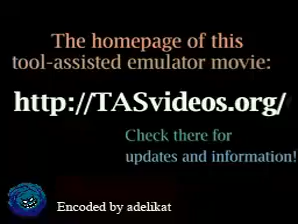 The homepage of this
tool-assisted emulator movie:
http://TASvideos.org/
Check there for
updates and information!
Encoded by adelikat